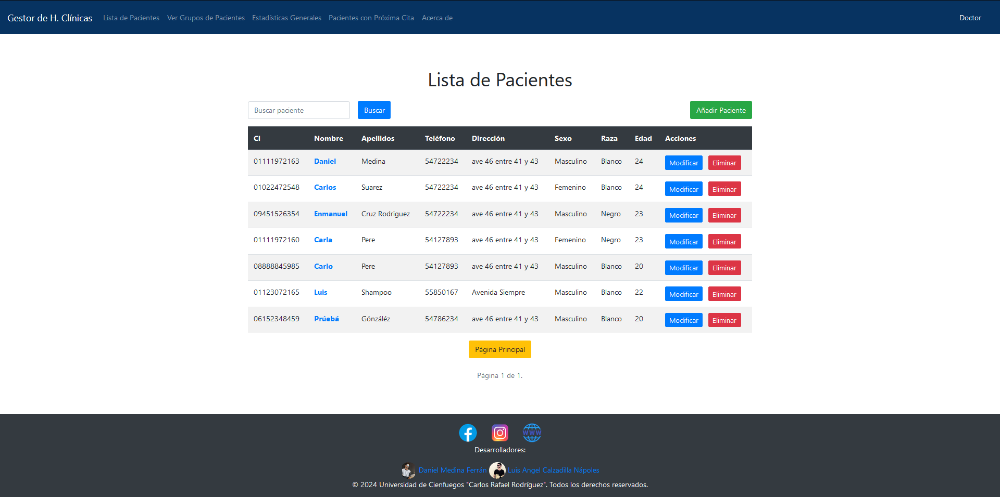 Gestor de H. Clínicas Lista de Pacientes Ver Grupos de Pacientes Estadísticas Generales Pacientes con Próxima Cita Acerca de Doctor
Lista de Pacientes
Buscar paciente Buscar Añadir Paciente
CI Nombre Apellidos Teléfono Dirección Sexo Raza Edad Acciones
01111972163 Daniel Medina 54722234 ave 46 entre 41 y 43 Masculino Blanco 24 Modificar Eliminar
01022472548 Carlos Suarez 54722234 ave 46 entre 41 y 43 Femenino Blanco 24 Modificar Eliminar
09451526354 Enmanuel Cruz Rodriguez 54722234 ave 46 entre 41 y 43 Masculino Negro 23 Modificar Eliminar
01111972160 Carla Pere 54127893 ave 46 entre 41 y 43 Femenino Negro 23 Modificar Eliminar
08888845985 Carlo Pere 54127893 ave 46 entre 41 y 43 Masculino Blanco 20 Modificar Eliminar
01123072165 Luis Shampoo 55850167 Avenida Siempre Masculino Blanco 22 Modificar Eliminar
06152348459 Prúebá Gónzáléz 54786234 ave 46 entre 41 y 43 Masculino Blanco 20 Modificar Eliminar
Página Principal
Página 1 de 1.
WWW
Desarrolladores:
Daniel Medina Ferrán Luis Angel Calzadilla Nápoles
© 2024 Universidad de Cienfuegos "Carlos Rafael Rodríguez". Todos los derechos reservados.